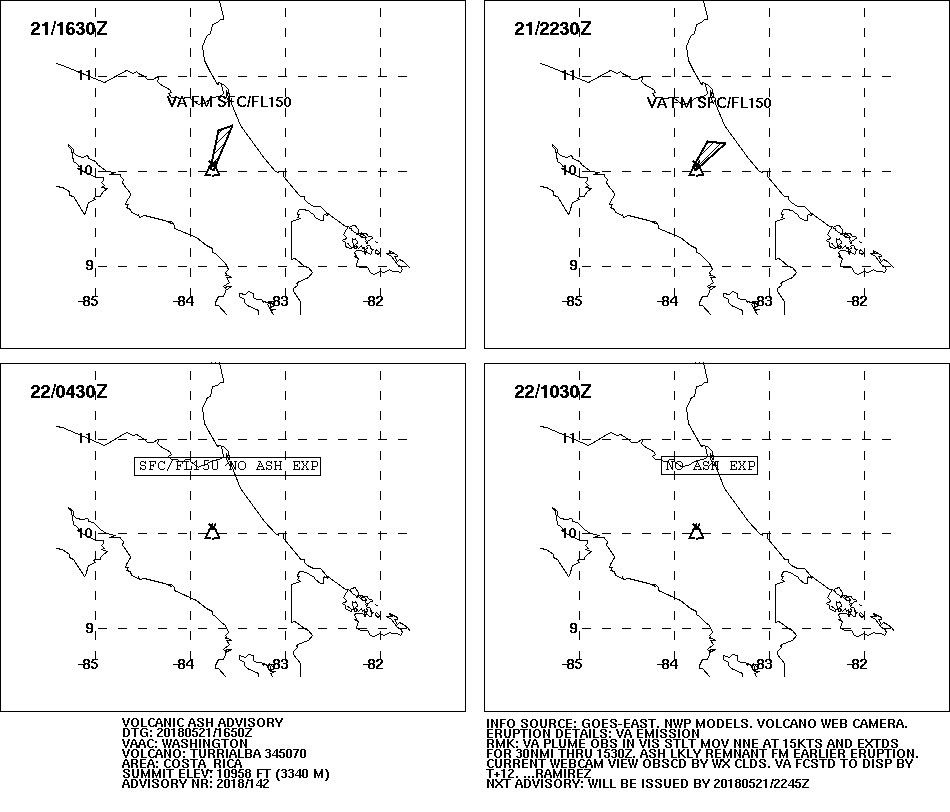 21/1630Z
11
VA FM SFC/FL150
10
9
-85 -84 -83 -82
21/2230Z
11
VA FM SFC/FL150
10
9
-85 -84 -83 -82
22/0430Z
11
SFC/FL150 NO ASH EXP
10
9
-85 -84 -83 -82
22/1030Z
11
NO ASH EXP
10
9
-85 -84 -83 -82
VOLCANIC ASH ADVISORY
DTG: 20180521/1650Z
VAAC: WASHINGTON
VOLCANO: TURRIALBA 345070
AREA: COSTA RICA
SUMMIT ELEV: 10958 FT (3340 M)
ADVISORY NR: 2018/142
INFO SOURCE: GOES-EAST. NWP MODELS. VOLCANO WEB CAMERA.
ERUPTION DETAILS: VA EMISSION
RMK: VA PLUME OBS IN VIS STLT MOV NNE AT 15KTS AND EXTDS
FOR 30NMI THRU 1530Z. ASH LKLY REMNANT FM EARLIER ERUPTION.
CURRENT WEBCAM VIEW OBSCD BY WX CLDS. VA FCSTD TO DISP BY
T+12. ...RAMIREZ
NXT ADVISORY: WILL BE ISSUED BY 20180521/2245Z